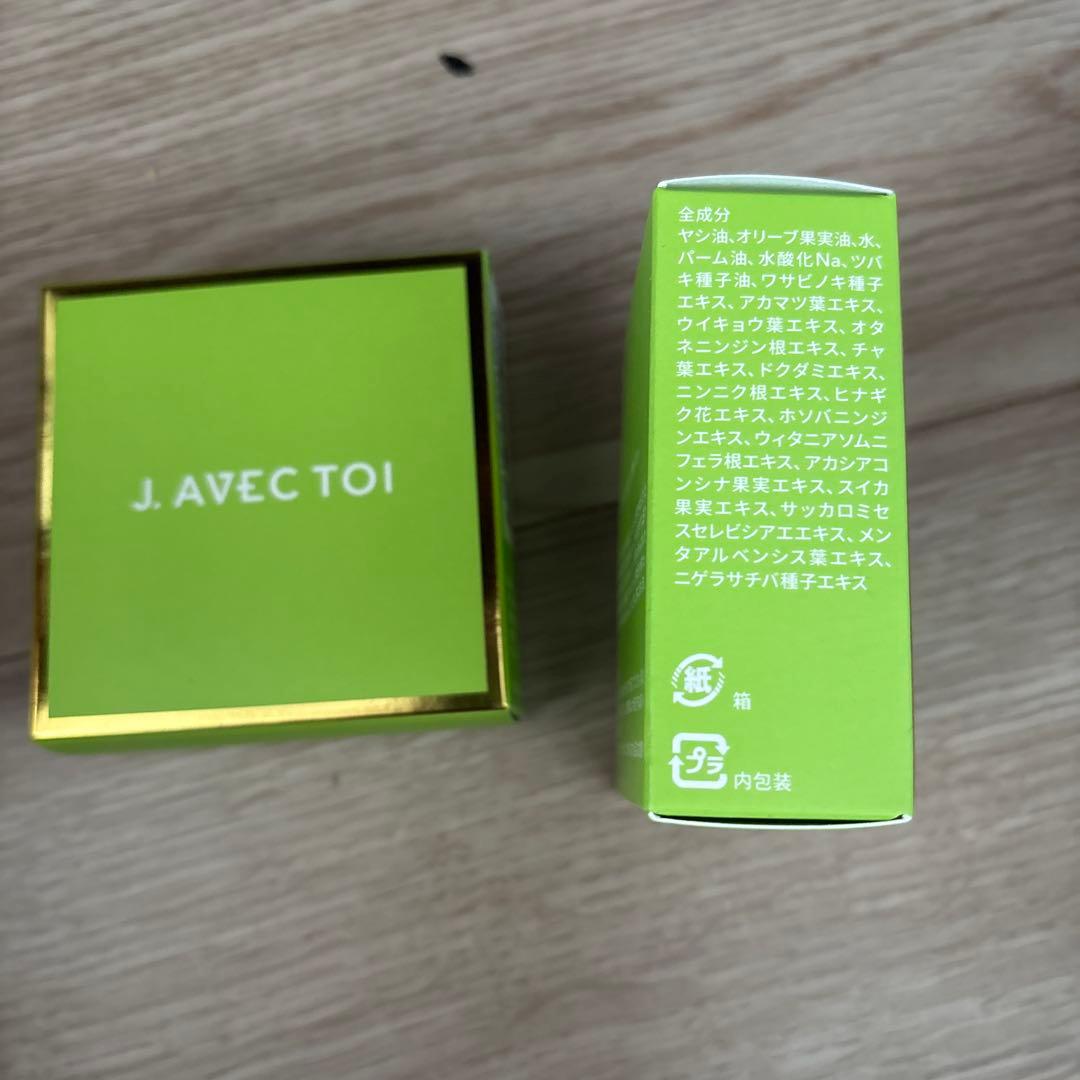 J. AVEC TOI
全成分
ヤシ油、オリーブ果実油、水、
パーム油、水酸化Na、ツバ
キ種子油、ワサビノキ種子
エキス、アカマツ葉エキス、
ウイキョウ葉エキス、オタ
ネニンジン根エキス、チャ
葉エキス、ドクダミエキス、
ニンニク根エキス、ヒナギ
ク花エキス、ホソバニンジ
ンエキス、ウィタニアソムニ
フェラ根エキス、アカシアコ
ンシナ果実エキス、スイカ
果実エキス、サッカロミセ
スセレビシアエエキス、メン
タアルベンシス葉エキス、
ニゲラサチバ種子エキス
紙 箱
プラ 内包装